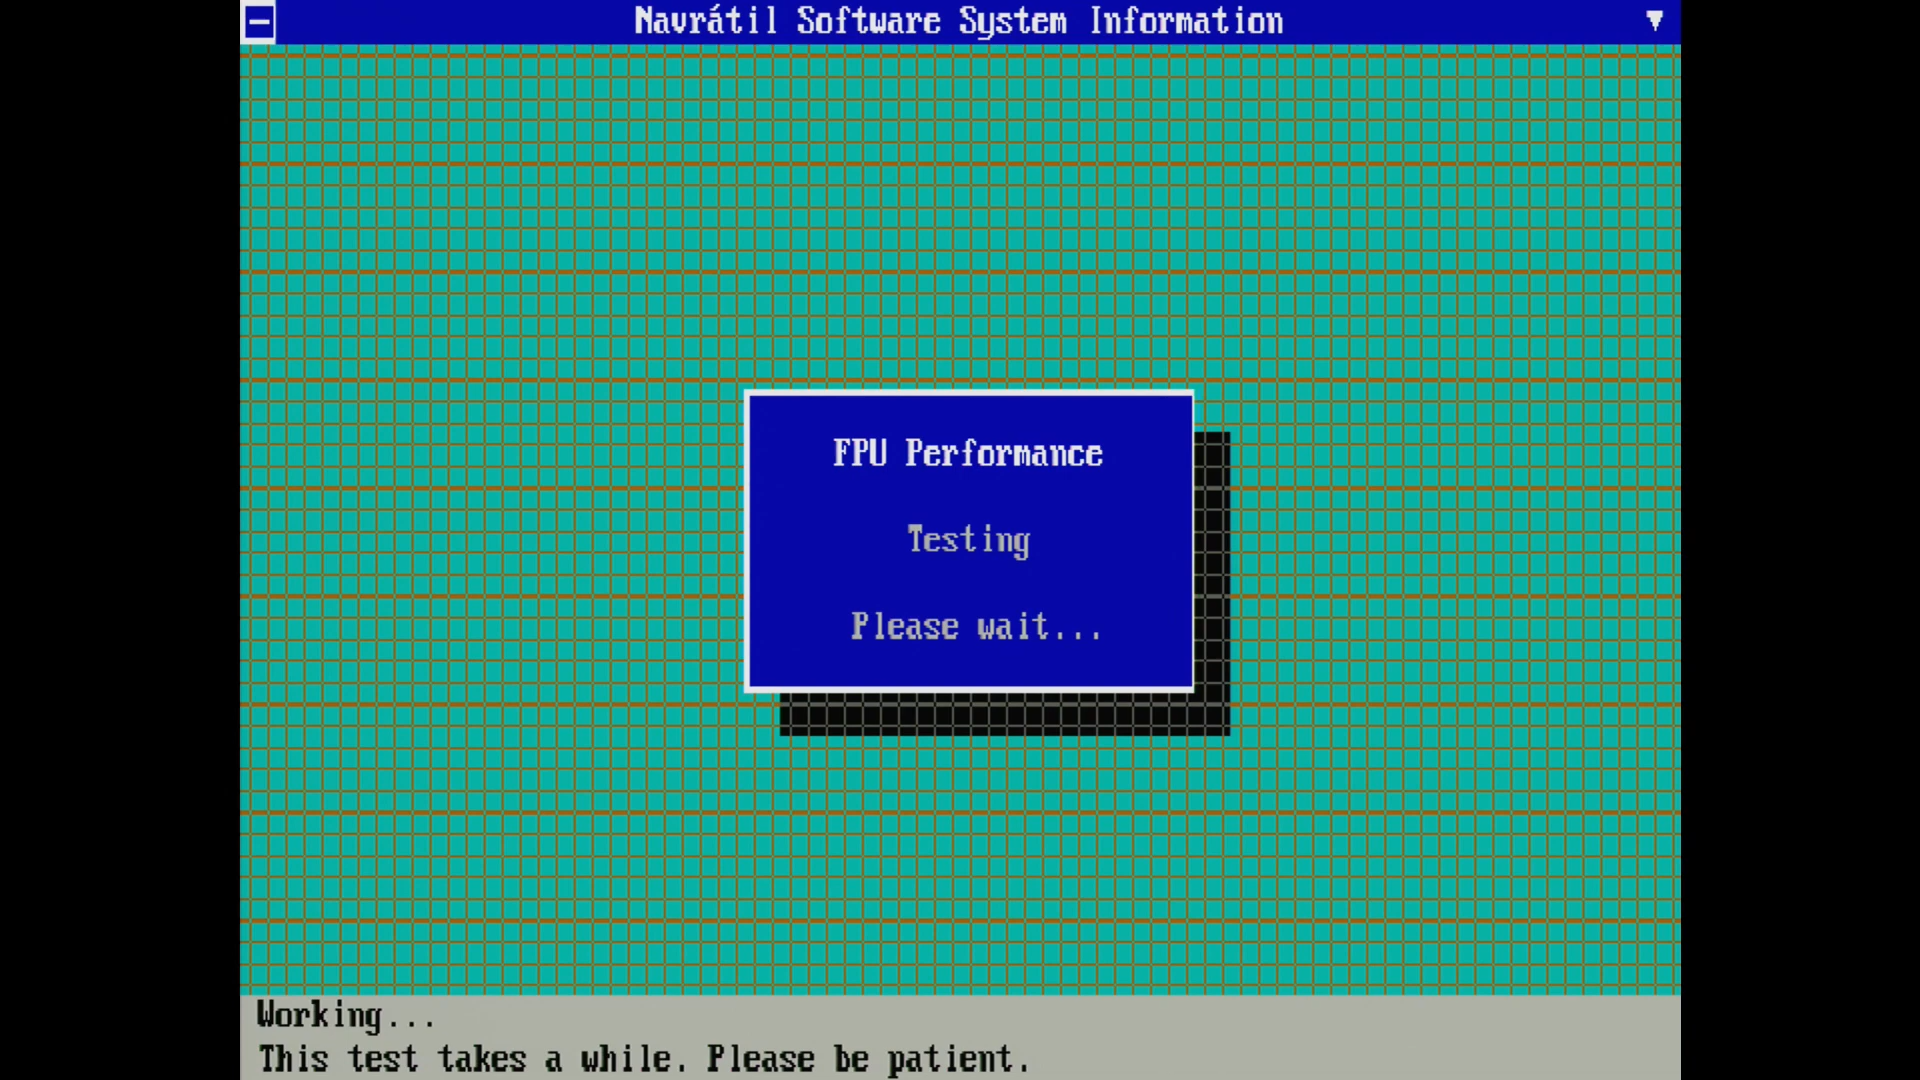 Navrátil Software System Information
FPU Performance
Testing
Please wait...
Working...
This test takes a while. Please be patient.